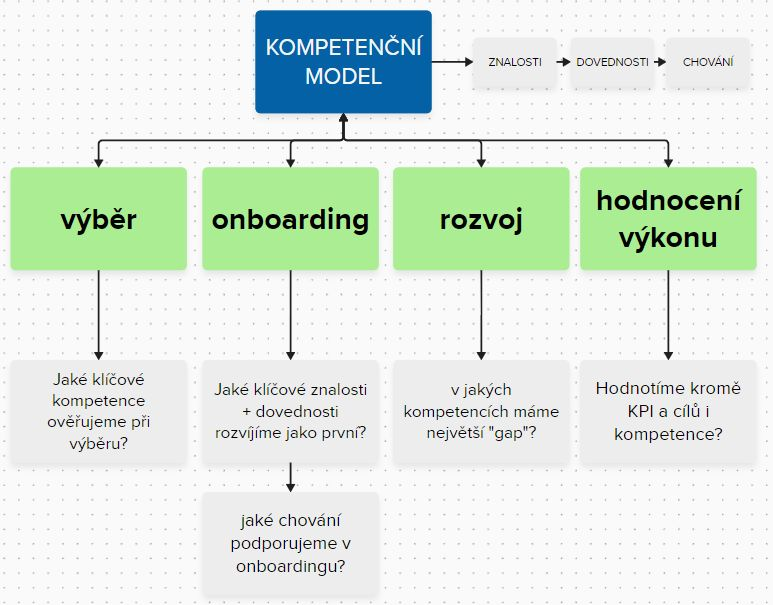 KOMPETENČNÍ
MODEL
ZNALOSTI
DOVEDNOSTI
CHOVÁNÍ
výběr
onboarding
rozvoj
hodnocení
výkonu
Jaké klíčové
kompetence
ověřujeme při
výběru?
Jaké klíčové znalosti
+ dovednosti
rozvíjíme jako první?
v jakých
kompetencích máme
největší "gap"?
Hodnotíme kromě
KPI a cílů i
kompetence?
jaké chování
podporujeme v
onboardingu?